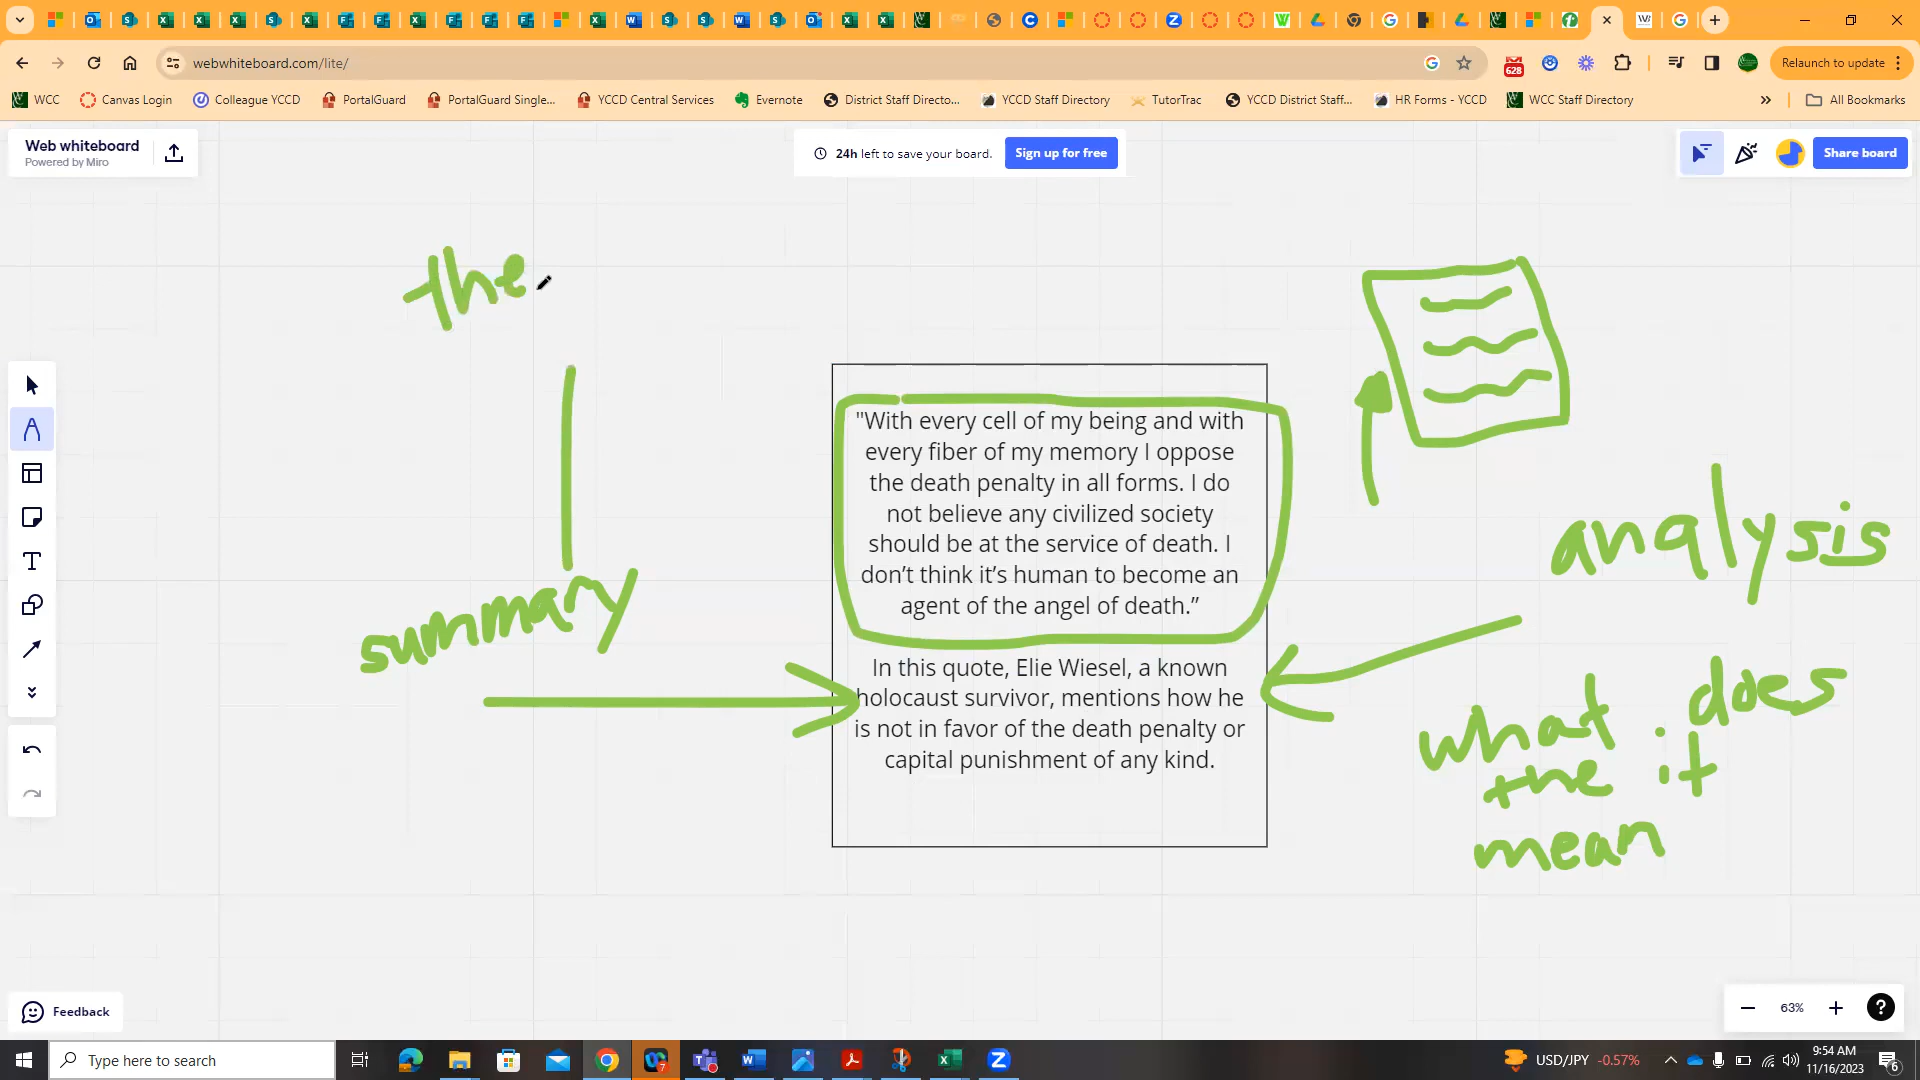 628
webwhiteboard.com/lite/
Relaunch to update
WCC
Canvas Login
Colleague YCCD
PortalGuard
PortalGuard Single...
YCCD Central Services
Evernote
District Staff Directo...
YCCD Staff Directory
TutorTrac
YCCD District Staff...
HR Forms - YCCD
WCC Staff Directory
All Bookmarks
Web whiteboard
Powered by Miro
24h left to save your board.
Sign up for free
Share board
the
"With every cell of my being and with
every fiber of my memory I oppose
the death penalty in all forms. I do
not believe any civilized society
should be at the service of death. I
don’t think it’s human to become an
agent of the angel of death.”
In this quote, Elie Wiesel, a known
holocaust survivor, mentions how he
is not in favor of the death penalty or
capital punishment of any kind.
summary
analysis
what does
the it
mean
Feedback
63%
Type here to search
USD/JPY -0.57%
9:54 AM
11/16/2023